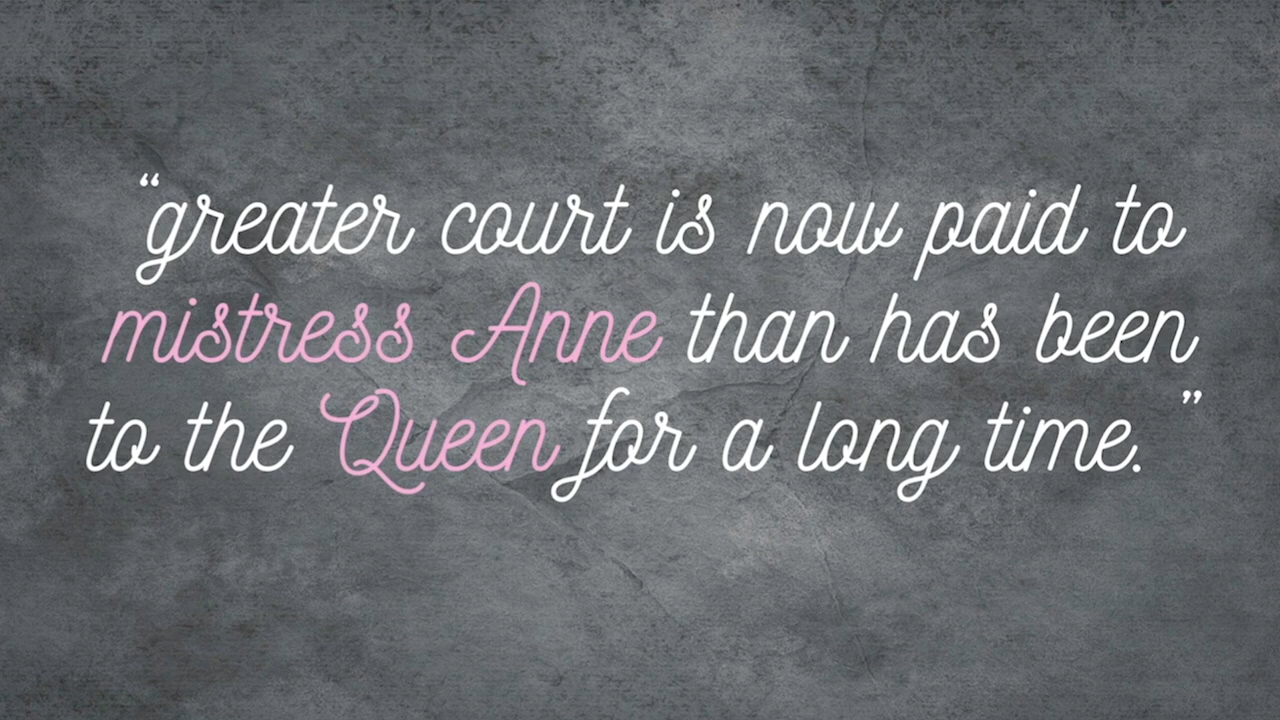 “greater court is now paid to
mistress Anne than has been
to the Queen for a long time.”